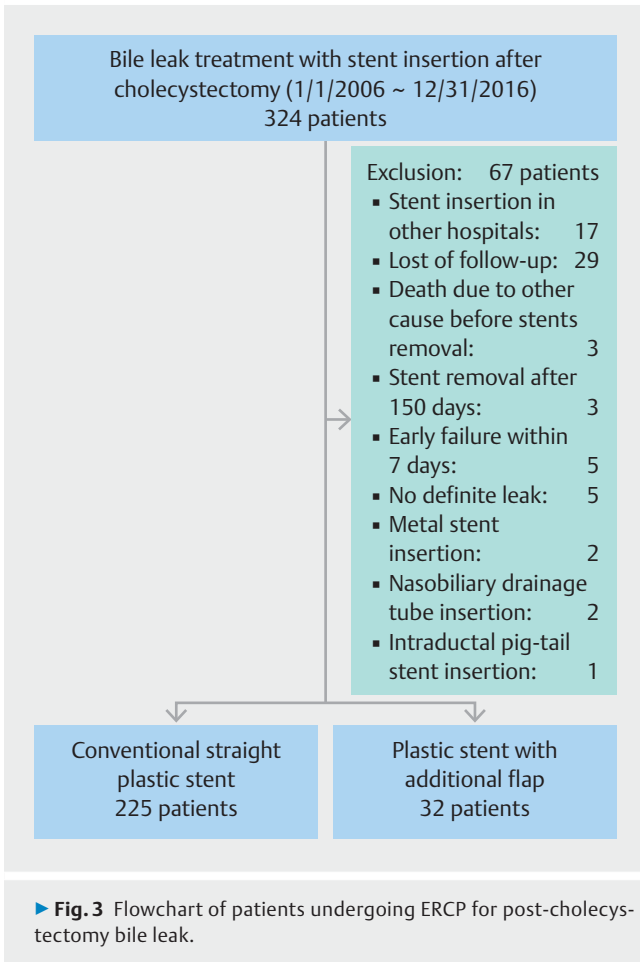 Bile leak treatment with stent insertion after
cholecystectomy (1/1/2006 ~ 12/31/2016)
324 patients
Exclusion: 67 patients
▪ Stent insertion in
other hospitals: 17
▪ Lost of follow-up: 29
▪ Death due to other
cause before stents
removal: 3
▪ Stent removal after
150 days: 3
▪ Early failure within
7 days: 5
▪ No definite leak: 5
▪ Metal stent
insertion: 2
▪ Nasobiliary drainage
tube insertion: 2
▪ Intraductal pig-tail
stent insertion: 1
Conventional straight
plastic stent
225 patients
Plastic stent with
additional flap
32 patients
▶ Fig. 3 Flowchart of patients undergoing ERCP for post-cholecys-
tectomy bile leak.